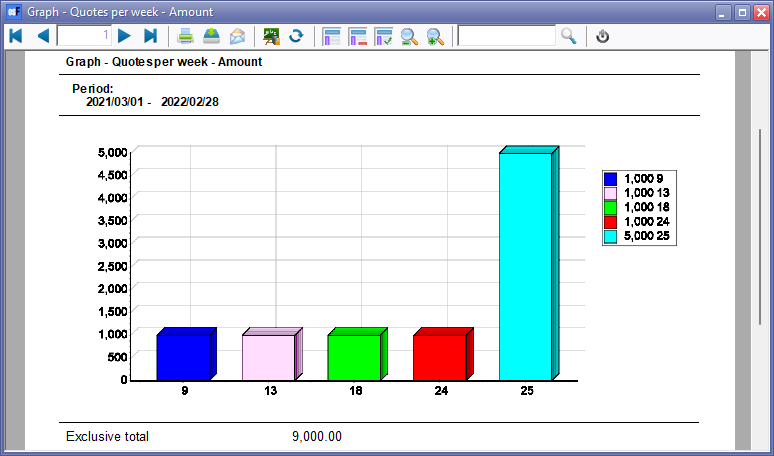 Graph - Quotes per week - Amount
1
Graph - Quotes per week - Amount
Period:
2021/03/01 - 2022/02/28
5,000
4,500
4,000
3,500
3,000
2,500
2,000
1,500
1,000
500
0
9 13 18 24 25
1,000 9
1,000 13
1,000 18
1,000 24
5,000 25
Exclusive total 9,000.00